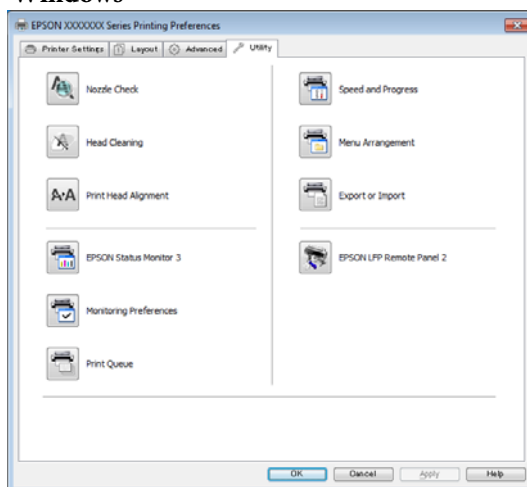 Windows
EPSON XXXXXXX Series Printing Preferences
Printer Settings Layout Advanced Utility
Nozzle Check
Head Cleaning
A·A Print Head Alignment
EPSON Status Monitor 3
Monitoring Preferences
Print Queue
Speed and Progress
Menu Arrangement
Export or Import
EPSON LFP Remote Panel 2
OK Cancel Apply Help